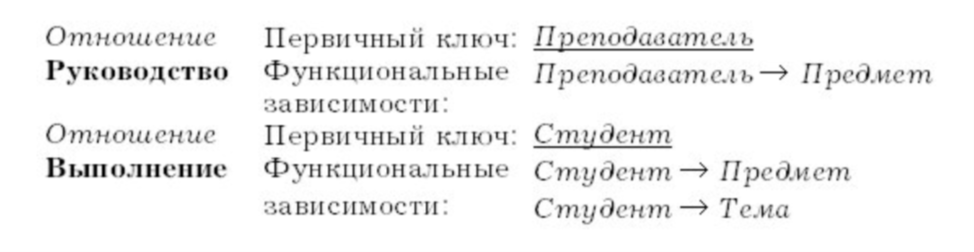 Отношение Первичный ключ: Преподаватель
Руководство Функциональные Преподаватель → Предмет
зависимости:
Отношение Первичный ключ: Студент
Выполнение Функциональные Студент → Предмет
зависимости: Студент → Тема